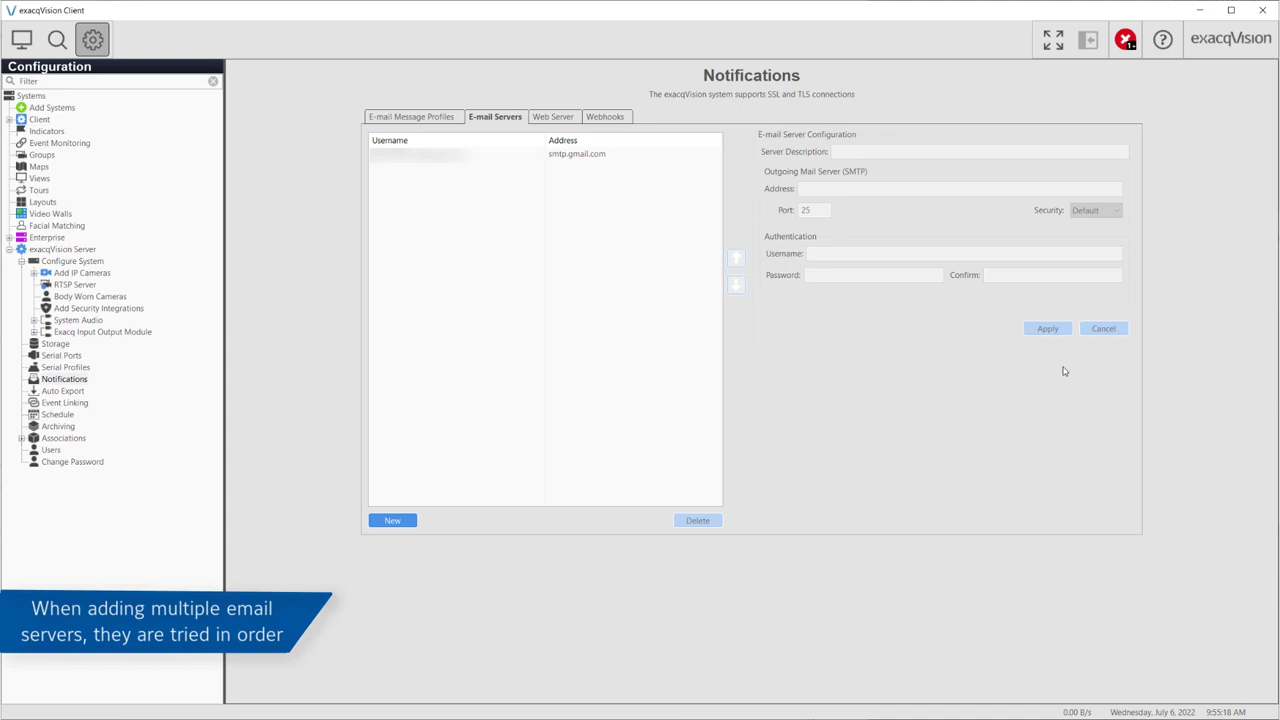 exacqVision Client
1+
exacqVision
Configuration
Filter
Systems
Add Systems
Client
Indicators
Event Monitoring
Groups
Maps
Views
Tours
Layouts
Video Walls
Facial Matching
Enterprise
exacqVision Server
Configure System
Add IP Cameras
RTSP Server
Body Worn Cameras
Add Security Integrations
System Audio
Exacq Input Output Module
Storage
Serial Ports
Serial Profiles
Notifications
Auto Export
Event Linking
Schedule
Archiving
Associations
Users
Change Password
Notifications
The exacqVision system supports SSL and TLS connections
E-mail Message Profiles E-mail Servers Web Server Webhooks
Username Address
smtp.gmail.com
New Delete
E-mail Server Configuration
Server Description:
Outgoing Mail Server (SMTP)
Address:
Port: 25 Security: Default
Authentication
Username:
Password: Confirm:
Apply Cancel
When adding multiple email
servers, they are tried in order
0.00 B/s Wednesday, July 6, 2022 9:55:18 AM